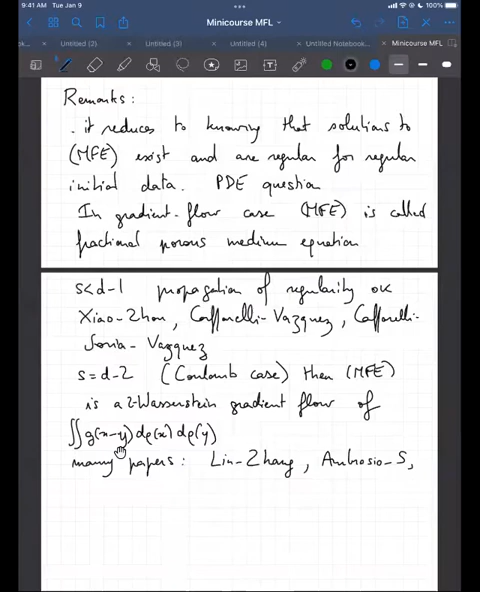 9:41 AM Tue Jan 9
100%
Minicourse MFL
Untitled (2)
Untitled (3)
Untitled (4)
Untitled Notebook...
Minicourse MFL
Remarks:
. it reduces to knowing that solutions to
(MFE) exist and are regular for regular
initial data. PDE question
In gradient-flow case (MFE) is called
fractional porous medium equation
s<d-1 propagation of regularity ok
Xiao-Zhou, Caffarelli-Vazquez, Caffarelli-
Soria-Vazquez
s=d-2 (Coulomb case) then (MFE)
is a 2-Wasserstein gradient flow of
∬ g(x-y) dρ(x) dρ(y)
many papers: Lin-Zhang, Ambrosio-S,